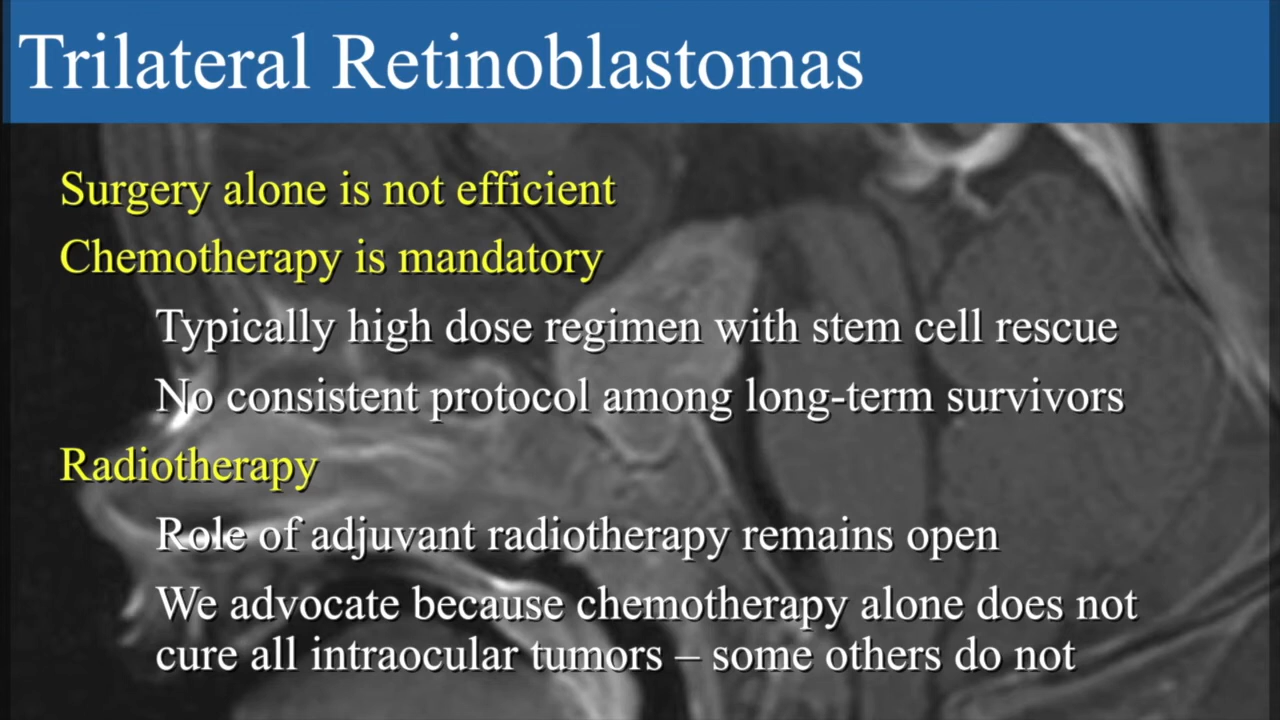 Trilateral Retinoblastomas
Surgery alone is not efficient
Chemotherapy is mandatory
Typically high dose regimen with stem cell rescue
No consistent protocol among long-term survivors
Radiotherapy
Role of adjuvant radiotherapy remains open
We advocate because chemotherapy alone does not
cure all intraocular tumors – some others do not